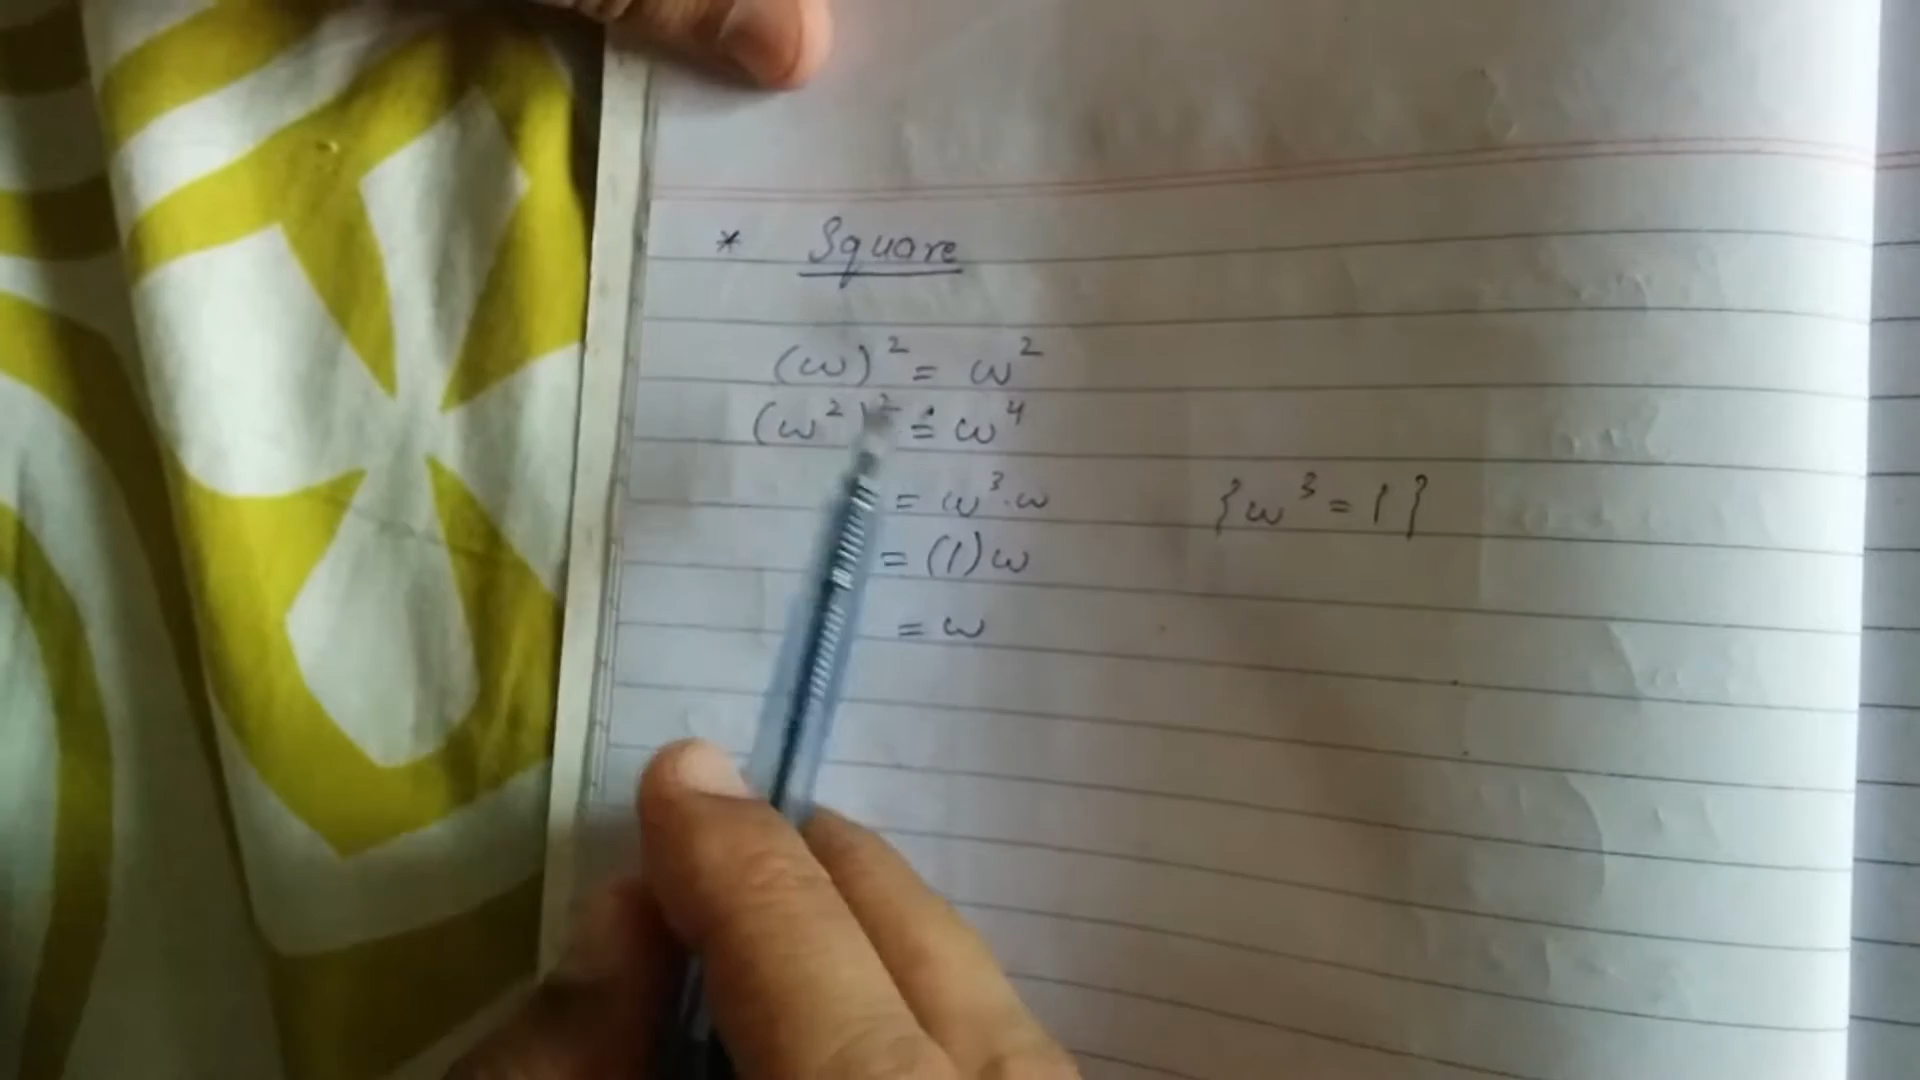 * Square
(ω)² = ω²
(ω²)² = ω⁴
= ω³.ω {ω³ = 1}
= (1)ω
= ω